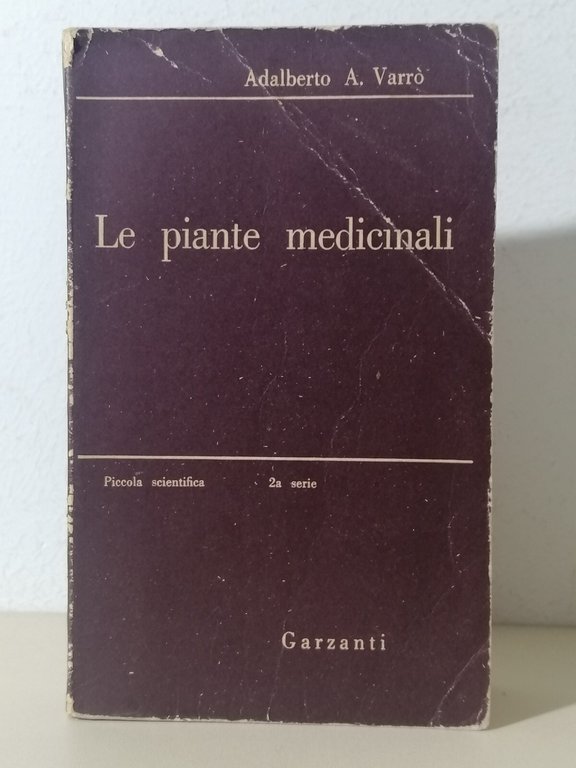 Adalberto A. Varrò
Le piante medicinali
Piccola scientifica 2a serie
Garzanti